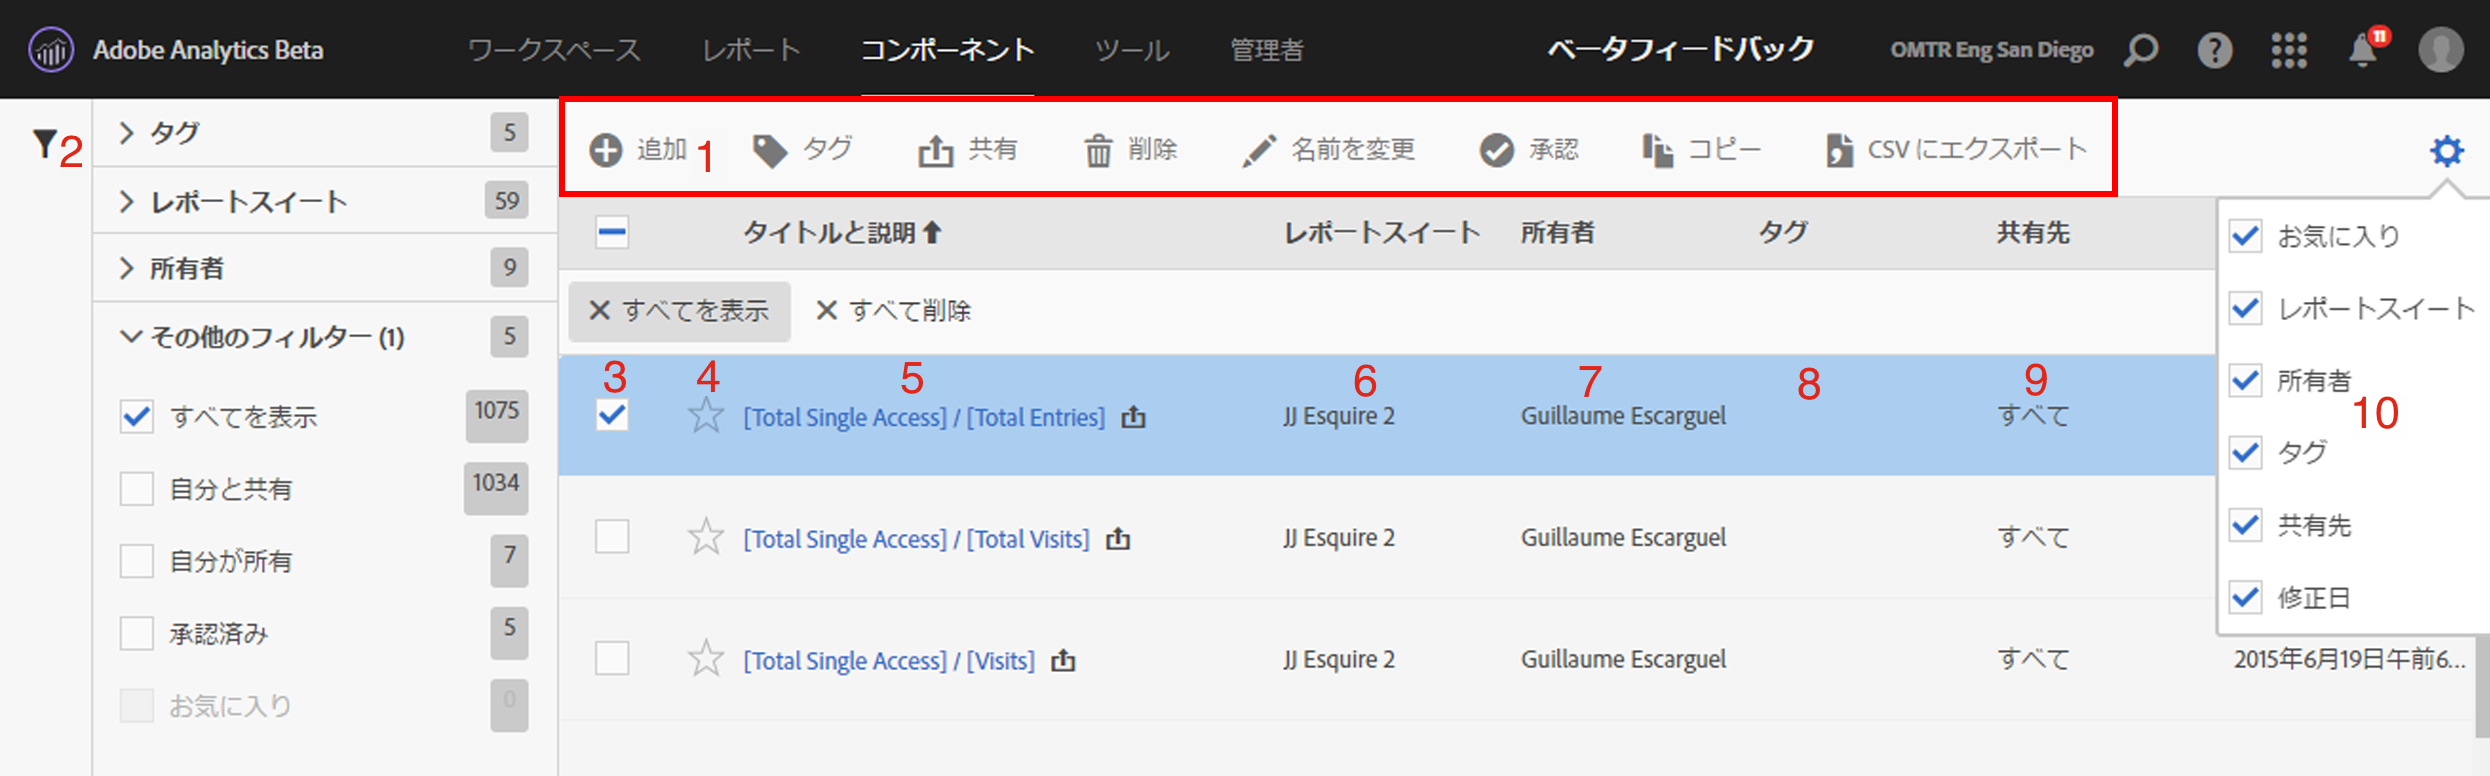 Adobe Analytics Beta ワークスペース レポート コンポーネント ツール 管理者 ベータフィードバック OMTR Eng San Diego ? 11
2
タグ 5
レポートスイート 59
所有者 9
その他のフィルター (1) 5
すべてを表示 1075
自分と共有 1034
自分が所有 7
承認済み 5
お気に入り 0
追加 1 タグ 共有 削除 名前を変更 承認 コピー CSV にエクスポート
タイトルと説明 レポートスイート 所有者 タグ 共有先
すべてを表示 すべて削除
3 4 5 6 7 8 9
[Total Single Access] / [Total Entries] JJ Esquire 2 Guillaume Escarguel すべて
[Total Single Access] / [Total Visits] JJ Esquire 2 Guillaume Escarguel すべて
[Total Single Access] / [Visits] JJ Esquire 2 Guillaume Escarguel すべて 2015年6月19日午前6...
お気に入り
レポートスイート
所有者
10
タグ
共有先
修正日